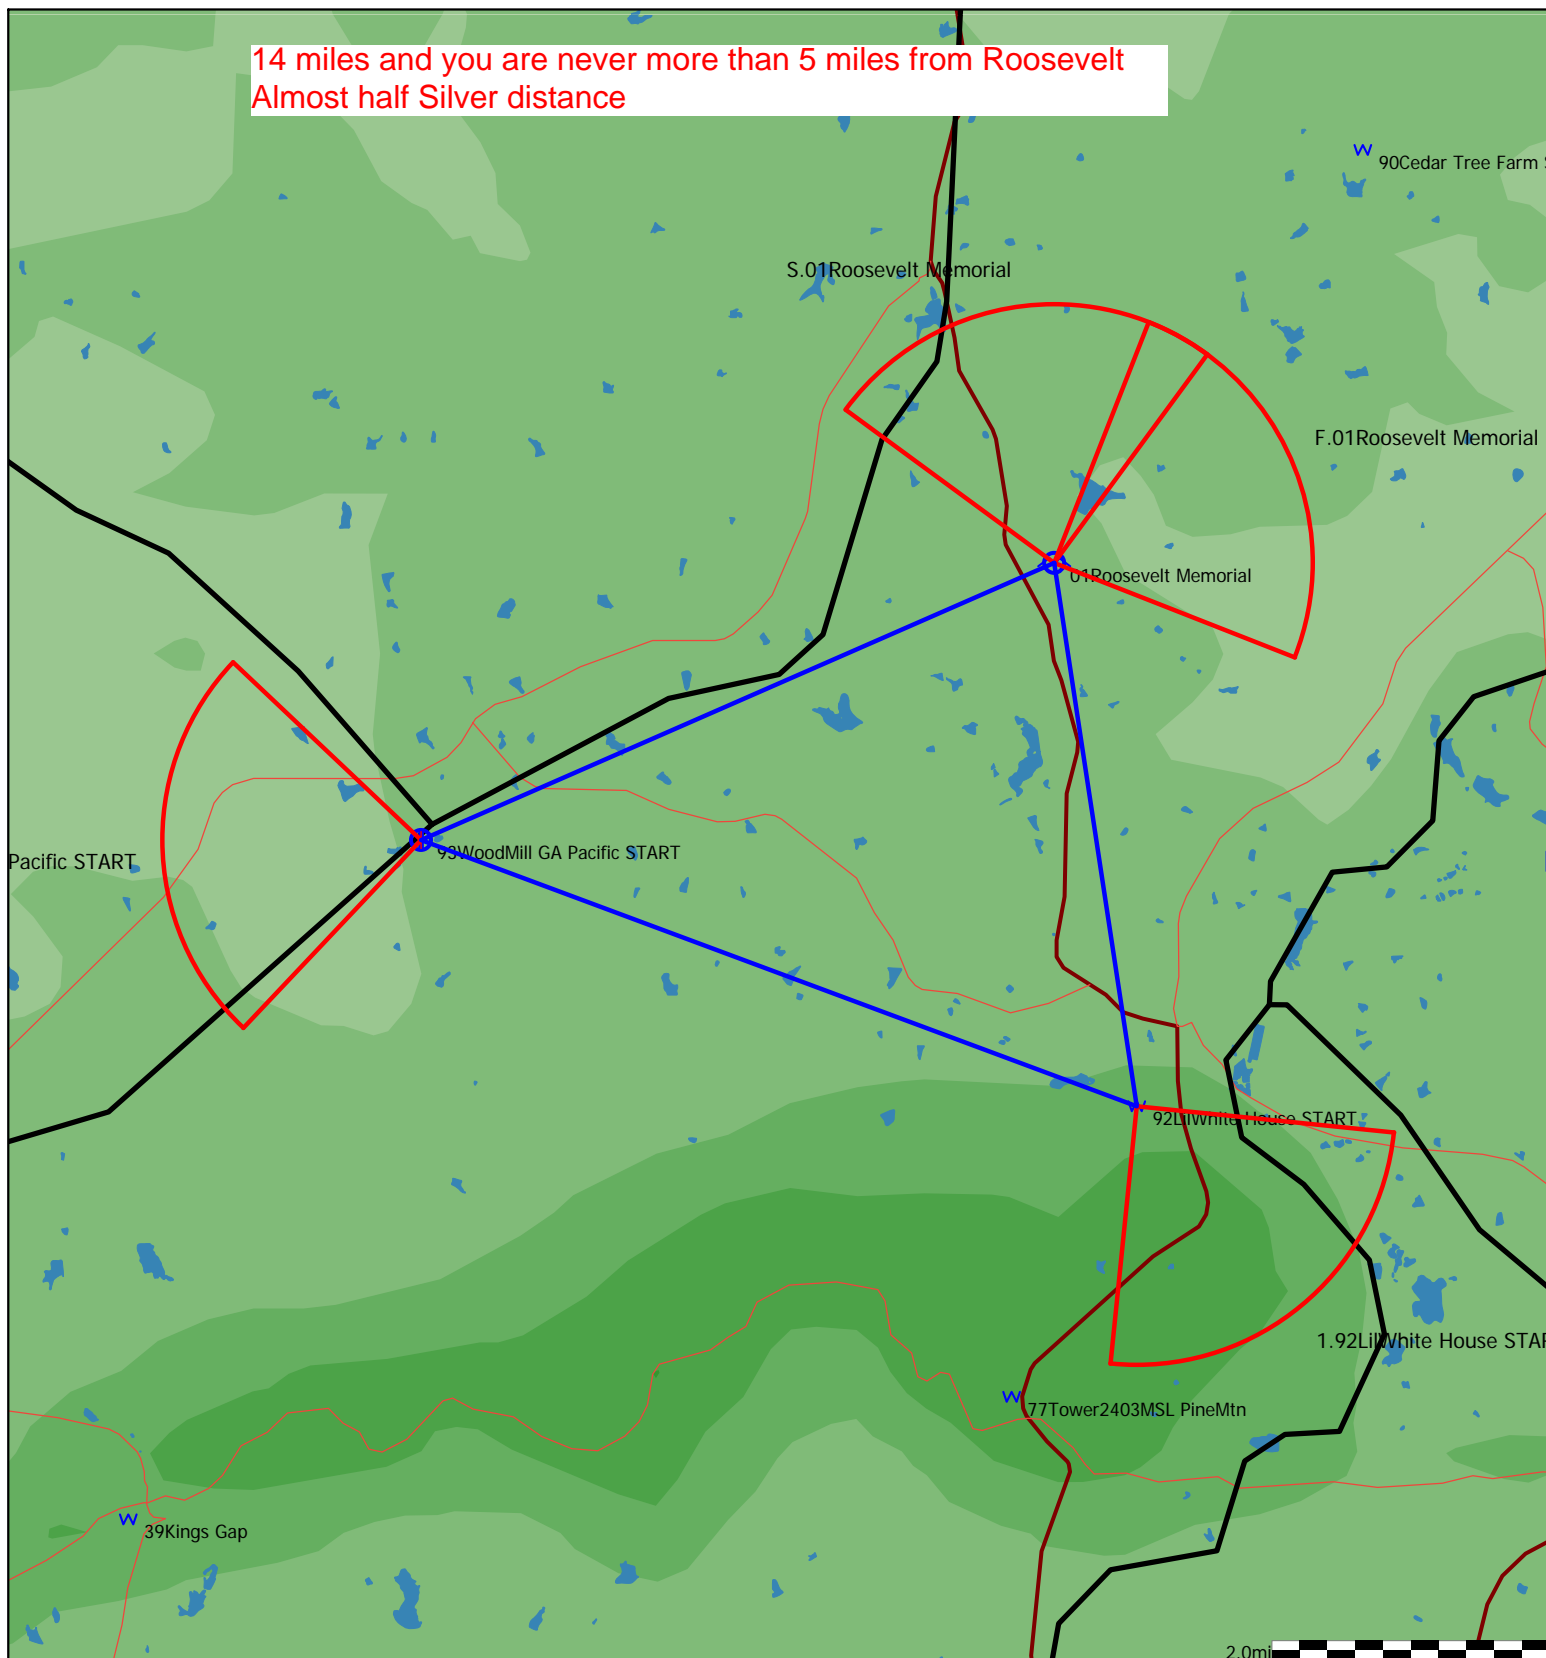 14 miles and you are never more than 5 miles from Roosevelt
Almost half Silver distance
90Cedar Tree Farm
S.01Roosevelt Memorial
F.01Roosevelt Memorial
01Roosevelt Memorial
93WoodMill GA Pacific START
Pacific START
92LilWhite House START
1.92LilWhite House STAR
77Tower2403MSL PineMtn
39Kings Gap
2.0mi